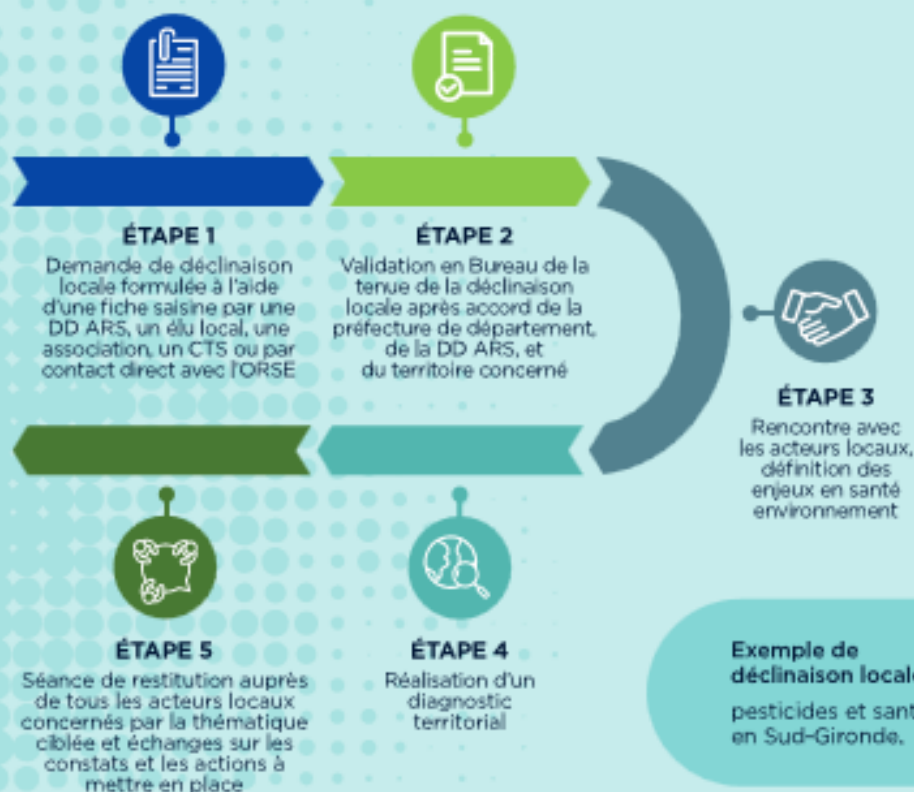 ÉTAPE 1
Demande de déclinaison
locale formulée à l'aide
d'une fiche saisine par une
DD ARS, un élu local, une
association, un CTS ou par
contact direct avec l'ORSE
ÉTAPE 2
Validation en Bureau de la
tenue de la déclinaison
locale après accord de la
préfecture de département,
de la DD ARS, et
du territoire concerné
ÉTAPE 3
Rencontre avec
les acteurs locaux,
définition des
enjeux en santé
environnement
ÉTAPE 4
Réalisation d'un
diagnostic
territorial
ÉTAPE 5
Séance de restitution auprès
de tous les acteurs locaux
concernés par la thématique
ciblée et échanges sur les
constats et les actions à
mettre en place
Exemple de
déclinaison locale
pesticides et sant
en Sud-Gironde.